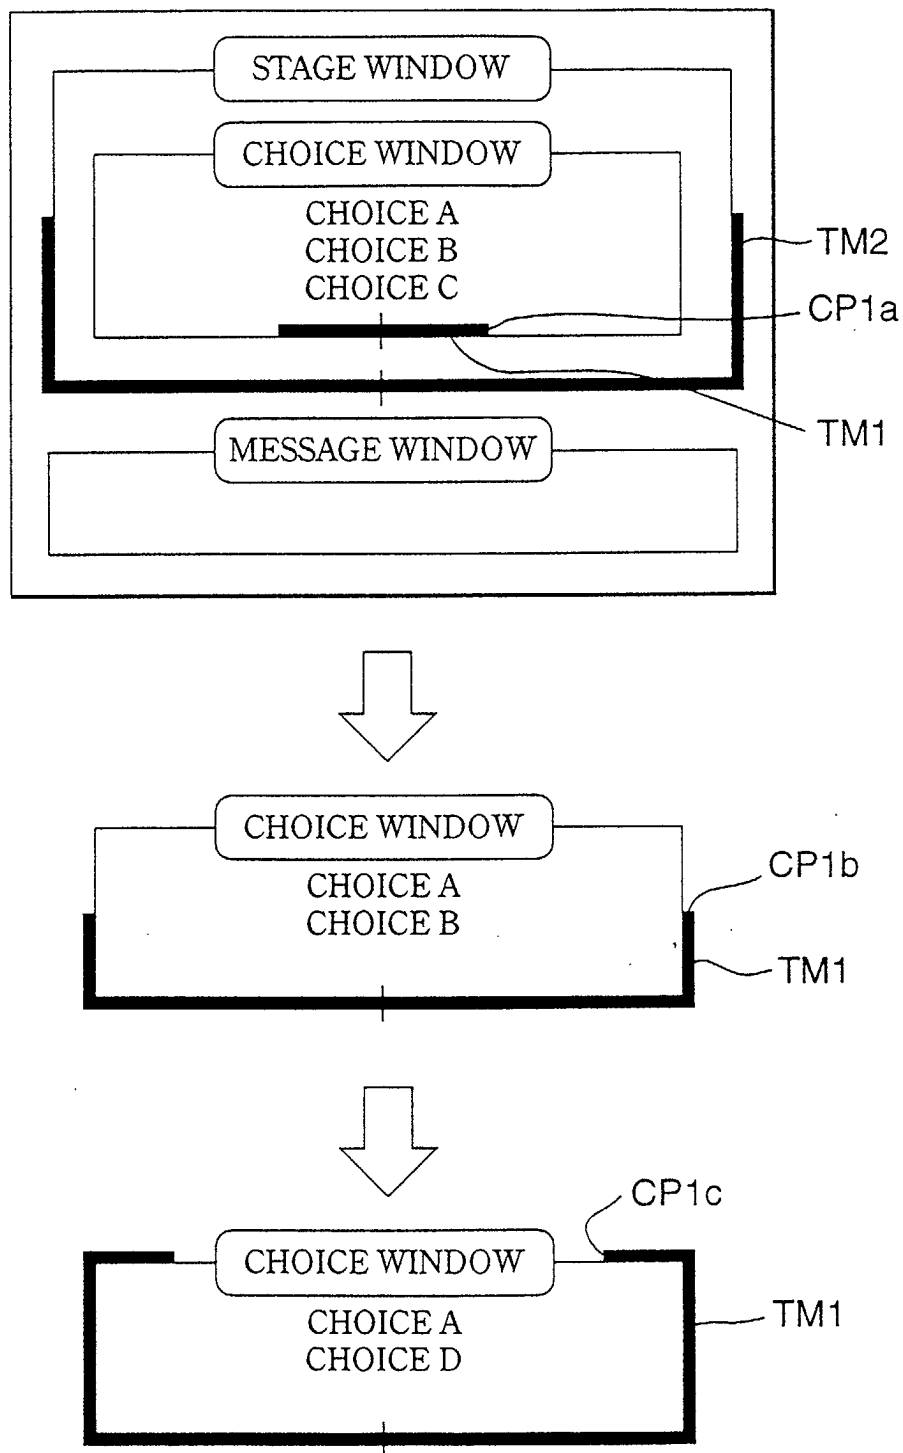 STAGE WINDOW
CHOICE WINDOW
CHOICE A
CHOICE B
CHOICE C
TM2
CP1a
TM1
MESSAGE WINDOW
CHOICE WINDOW
CHOICE A
CHOICE B
CP1b
TM1
CP1c
CHOICE WINDOW
CHOICE A
CHOICE D
TM1